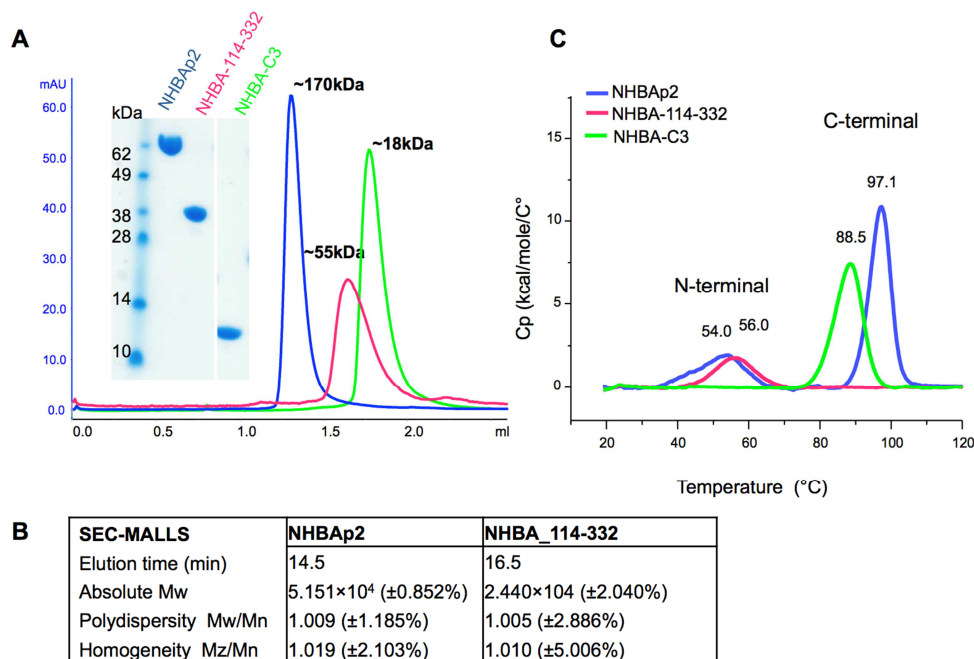 A
mAU
60.0
50.0
40.0
30.0
20.0
10.0
0.0
0.0 0.5 1.0 1.5 2.0 ml
kDa
62
49
38
28
14
10
NHBAp2
NHBA-114-332
NHBA-C3
~170kDa
~18kDa
~55kDa
C
NHBAp2
NHBA-114-332
NHBA-C3
C-terminal
97.1
88.5
N-terminal
54.0 56.0
Cp (kcal/mole/C°)
15
10
5
0
20 40 60 80 100 120
Temperature (°C)
B
SEC-MALLS NHBAp2 NHBA_114-332
Elution time (min) 14.5 16.5
Absolute Mw 5.151×10⁴ (±0.852%) 2.440×104 (±2.040%)
Polydispersity Mw/Mn 1.009 (±1.185%) 1.005 (±2.886%)
Homogeneity Mz/Mn 1.019 (±2.103%) 1.010 (±5.006%)